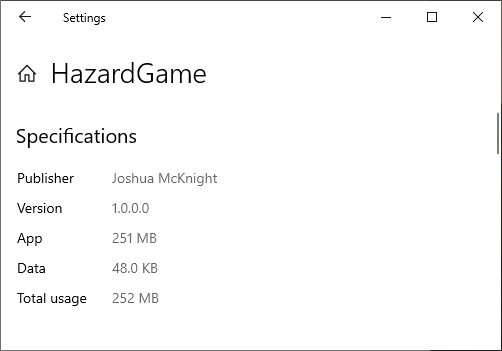 Settings
HazardGame
Specifications
Publisher Joshua McKnight
Version 1.0.0.0
App 251 MB
Data 48.0 KB
Total usage 252 MB